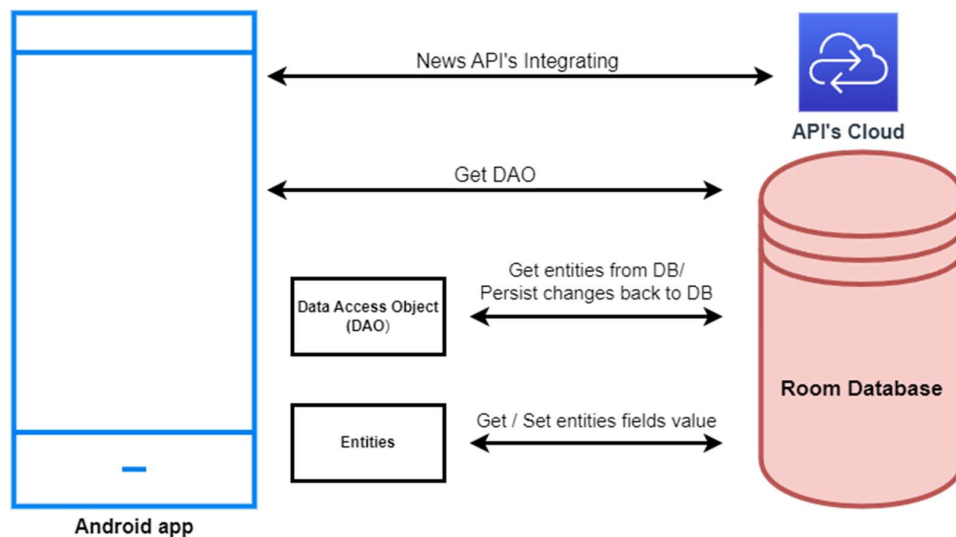 News API's Integrating
API's Cloud
Get DAO
Get entities from DB/
Persist changes back to DB
Data Access Object
(DAO)
Room Database
Get / Set entities fields value
Entities
Android app